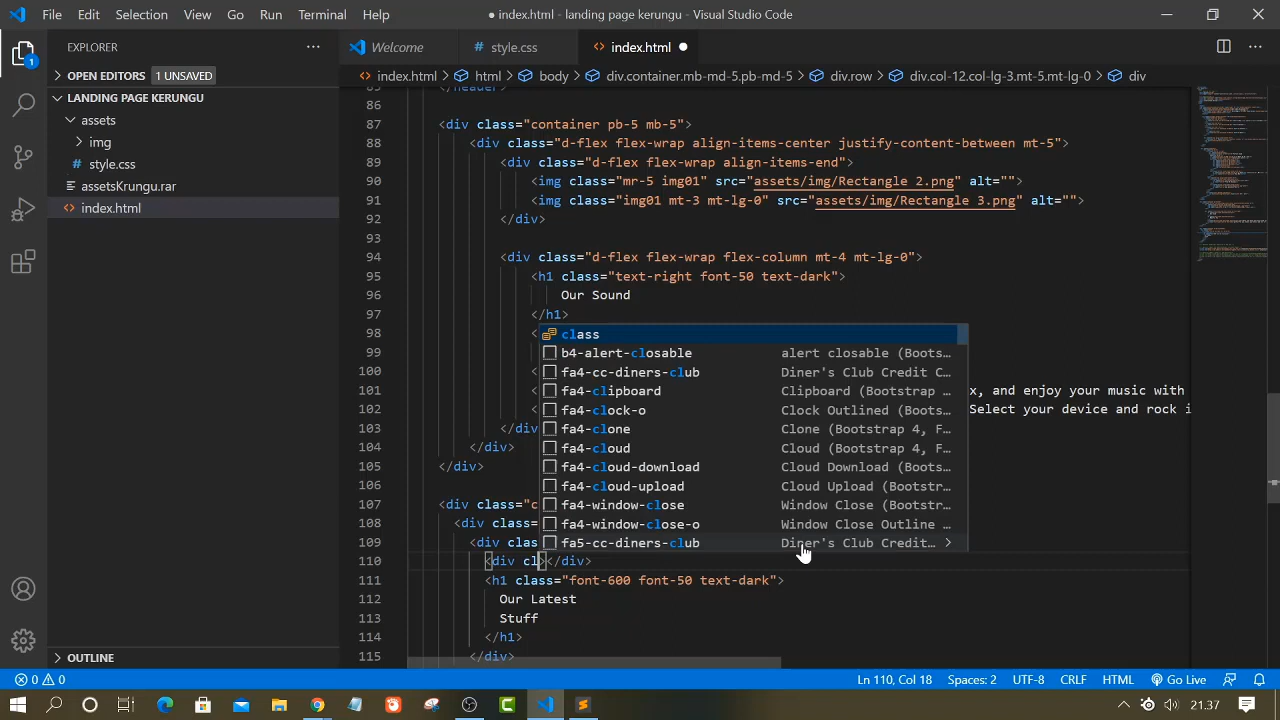 File Edit Selection View Go Run Terminal Help
● index.html - landing page kerungu - Visual Studio Code
EXPLORER
Welcome
# style.css
<> index.html ●
OPEN EDITORS 1 UNSAVED
index.html > html > body > div.container.mb-md-5.pb-md-5 > div.row > div.col-12.col-lg-3.mt-5.mt-lg-0 > div
LANDING PAGE KERUNGU
assets
img
# style.css
assetsKrungu.rar
<> index.html
1
85 </header>
86
87 <div class="container pb-5 mb-5">
88 <div class="d-flex flex-wrap align-items-center justify-content-between mt-5">
89 <div class="d-flex flex-wrap align-items-end">
90 <img class="mr-5 img01" src="assets/img/Rectangle 2.png" alt="">
91 <img class="img01 mt-3 mt-lg-0" src="assets/img/Rectangle 3.png" alt="">
92 </div>
93
94 <div class="d-flex flex-wrap flex-column mt-4 mt-lg-0">
95 <h1 class="text-right font-50 text-dark">
96 Our Sound
97 </h1>
98 < class
99 < b4-alert-closable alert closable (Boots…
100 fa4-cc-diners-club Diner's Club Credit C…
101 fa4-clipboard Clipboard (Bootstrap … x, and enjoy your music with
102 fa4-clock-o Clock Outlined (Boots… Select your device and rock i
103 </div fa4-clone Clone (Bootstrap 4, F…
104 </div> fa4-cloud Cloud (Bootstrap 4, F…
105 </div> fa4-cloud-download Cloud Download (Boots…
106 fa4-cloud-upload Cloud Upload (Bootstr…
107 <div class="c fa4-window-close Window Close (Bootstr…
108 <div class= fa4-window-close-o Window Close Outline …
109 <div clas fa5-cc-diners-club Diner's Club Credit… >
110 <div cl></div>
111 <h1 class="font-600 font-50 text-dark">
112 Our Latest
113 Stuff
114 </h1>
115 </div>
OUTLINE
0 0
Ln 110, Col 18 Spaces: 2 UTF-8 CRLF HTML Go Live
21.37